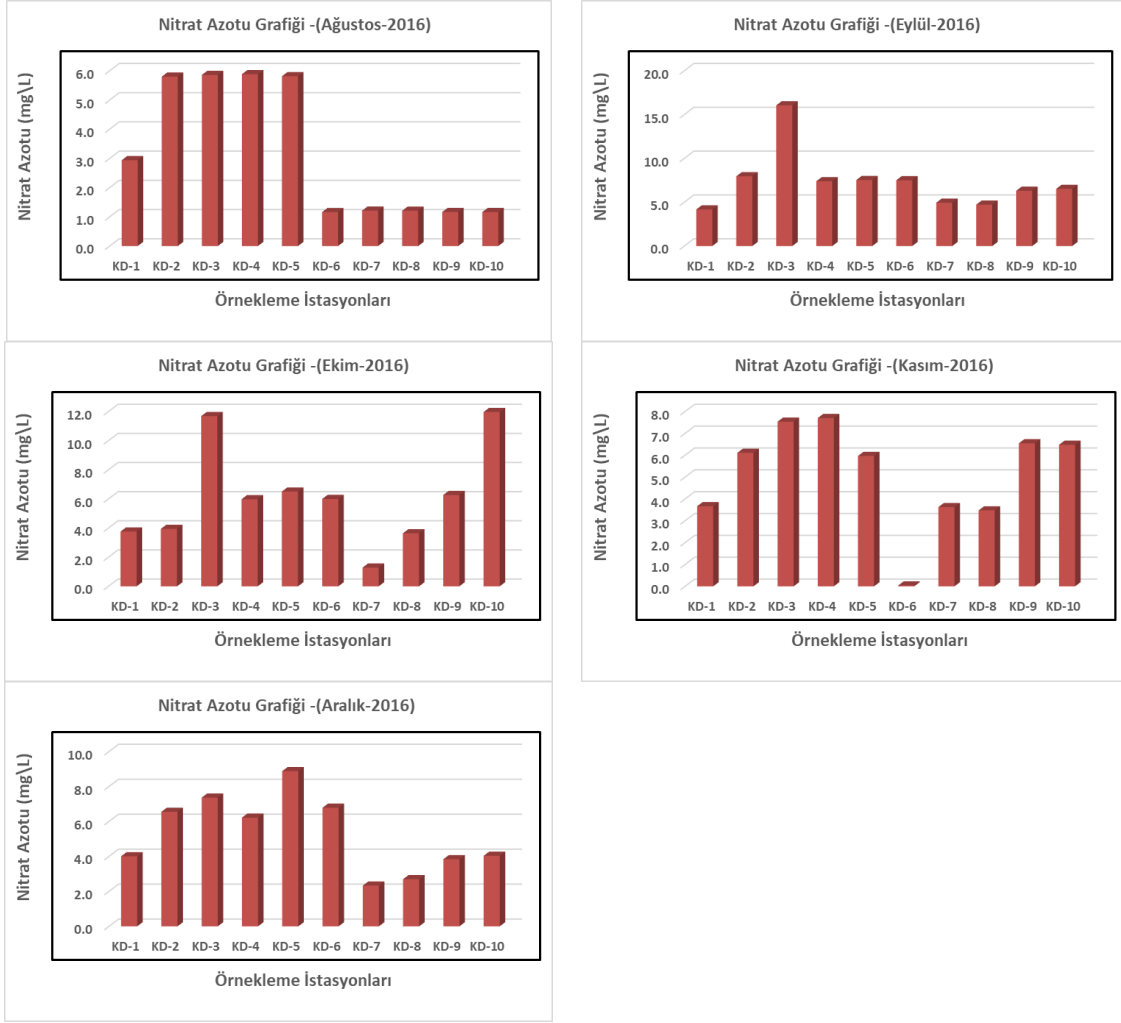 Nitrat Azotu Grafiği -(Ağustos-2016)
Nitrat Azotu (mg\L)
6.0
5.0
4.0
3.0
2.0
1.0
0.0
KD-1 KD-2 KD-3 KD-4 KD-5 KD-6 KD-7 KD-8 KD-9 KD-10
Örnekleme İstasyonları
Nitrat Azotu Grafiği -(Eylül-2016)
Nitrat Azotu (mg\L)
20.0
15.0
10.0
5.0
0.0
KD-1 KD-2 KD-3 KD-4 KD-5 KD-6 KD-7 KD-8 KD-9 KD-10
Örnekleme İstasyonları
Nitrat Azotu Grafiği -(Ekim-2016)
Nitrat Azotu (mg\L)
12.0
10.0
8.0
6.0
4.0
2.0
0.0
KD-1 KD-2 KD-3 KD-4 KD-5 KD-6 KD-7 KD-8 KD-9 KD-10
Örnekleme İstasyonları
Nitrat Azotu Grafiği -(Kasım-2016)
Nitrat Azotu (mg\L)
8.0
7.0
6.0
5.0
4.0
3.0
2.0
1.0
0.0
KD-1 KD-2 KD-3 KD-4 KD-5 KD-6 KD-7 KD-8 KD-9 KD-10
Örnekleme İstasyonları
Nitrat Azotu Grafiği -(Aralık-2016)
Nitrat Azotu (mg\L)
10.0
8.0
6.0
4.0
2.0
0.0
KD-1 KD-2 KD-3 KD-4 KD-5 KD-6 KD-7 KD-8 KD-9 KD-10
Örnekleme İstasyonları